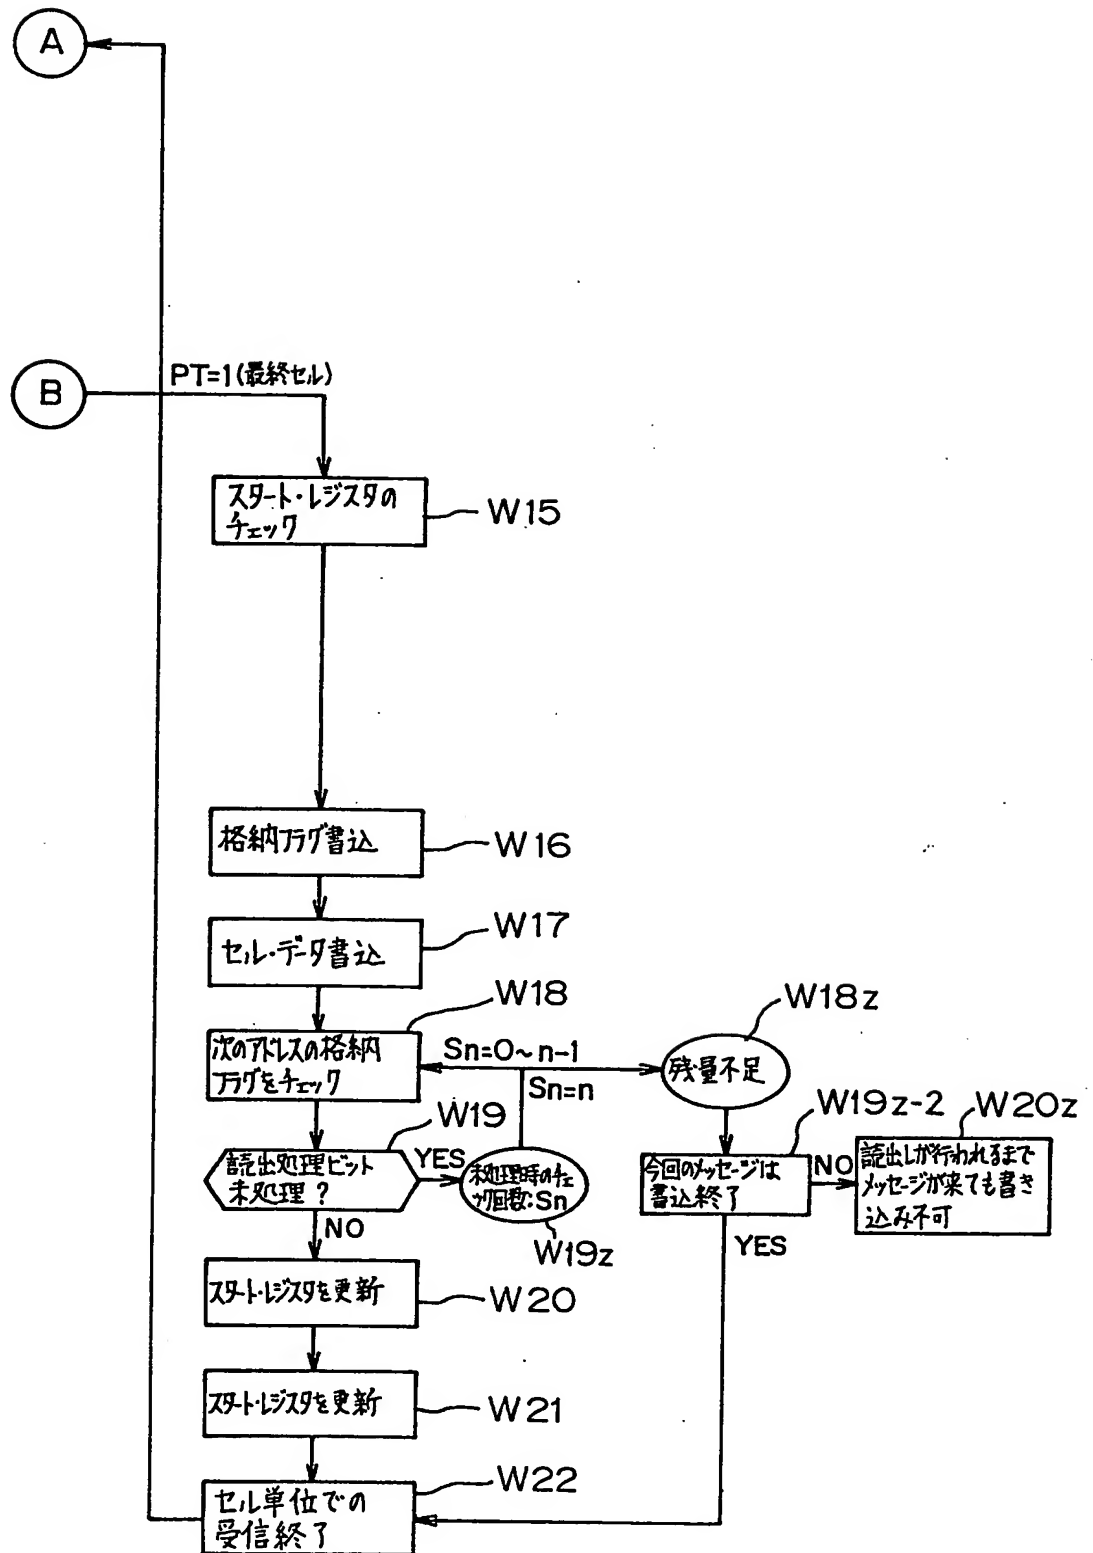 A
B
PT=1(最終セル)
スタート・レジスタの
チェック
W15
格納フラグ書込
W16
セル・データ書込
W17
W18
次のアドレスの格納
フラグをチェック
Sn=0~n-1
Sn=n
W18z
残量不足
W19
読出処理ビット
未処理?
YES
NO
未処理時のチェ
ック回数:Sn
W19z
W19z-2
今回のメッセージは
書込終了
NO
YES
W20z
読出しが行われるまで
メッセージが来ても書き
込み不可
スタート・レジスタを更新
W20
スタート・レジスタを更新
W21
W22
セル単位での
受信終了